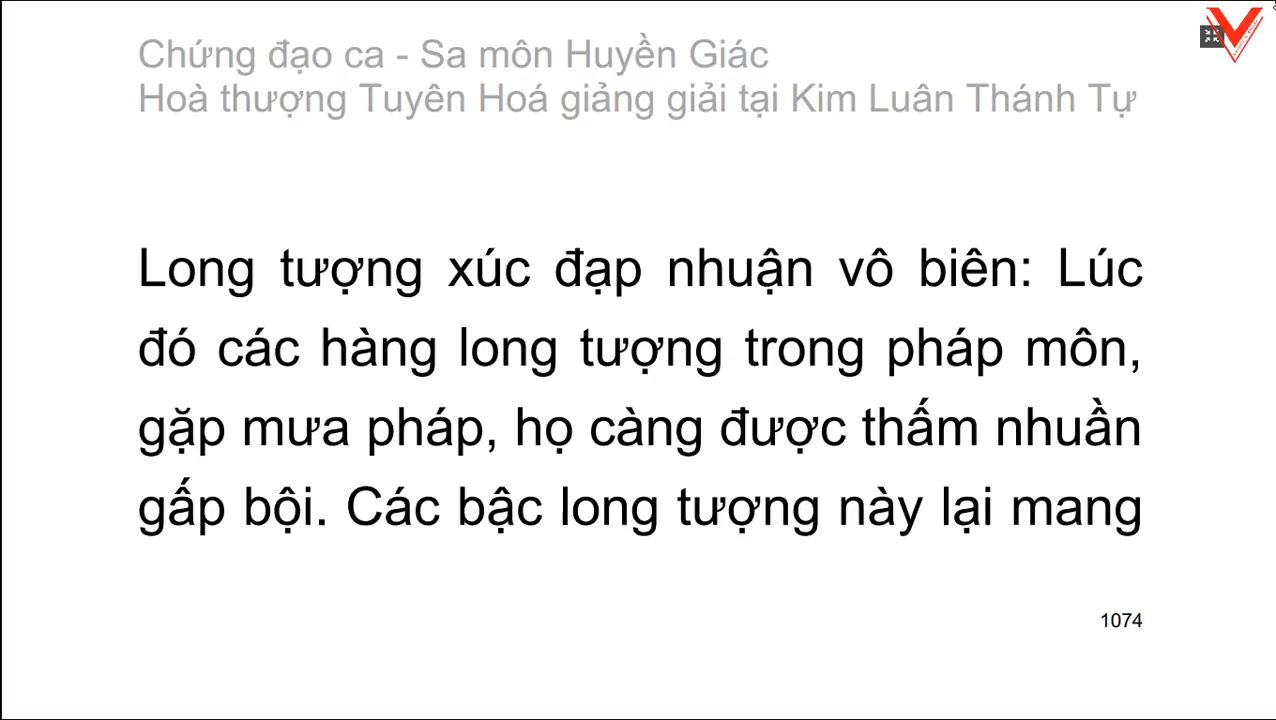 Chứng đạo ca - Sa môn Huyền Giác
Hoà thượng Tuyên Hoá giảng giải tại Kim Luân Thánh Tự
Long tượng xúc đạp nhuận vô biên: Lúc
đó các hàng long tượng trong pháp môn,
gặp mưa pháp, họ càng được thấm nhuần
gấp bội. Các bậc long tượng này lại mang
1074